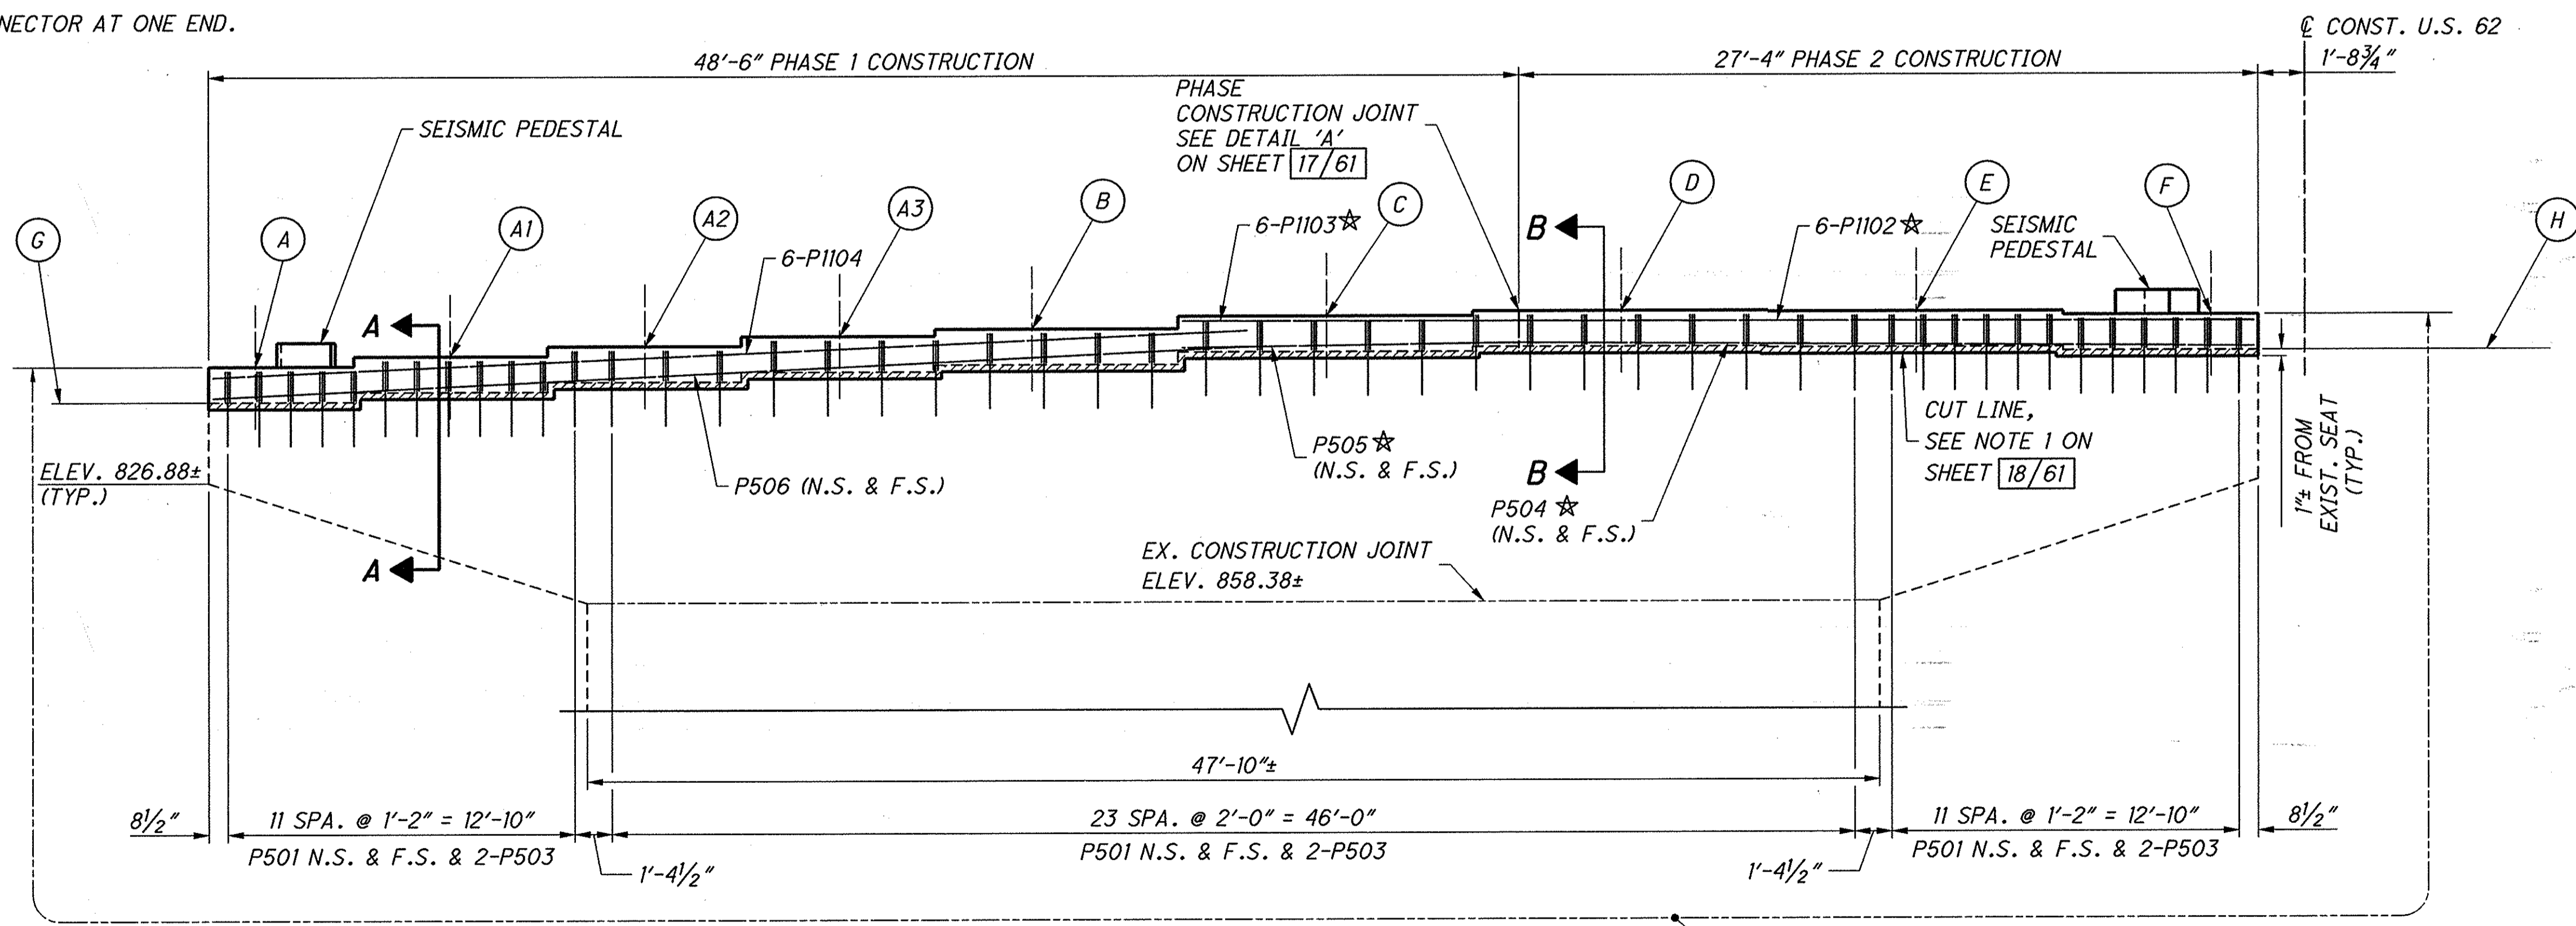 NECTOR AT ONE END.
℄ CONST. U.S. 62
48'-6" PHASE 1 CONSTRUCTION
27'-4" PHASE 2 CONSTRUCTION
1'-8¾"
PHASE
CONSTRUCTION JOINT
SEE DETAIL 'A'
ON SHEET 17/61
SEISMIC PEDESTAL
G
A
A1
A2
A3
B
C
D
E
F
H
6-P1104
6-P1103☆
6-P1102☆
SEISMIC
PEDESTAL
A
B
A
B
ELEV. 826.88±
(TYP.)
P506 (N.S. & F.S.)
P505☆
(N.S. & F.S.)
P504☆
(N.S. & F.S.)
CUT LINE,
SEE NOTE 1 ON
SHEET 18/61
1"± FROM
EXIST. SEAT
(TYP.)
EX. CONSTRUCTION JOINT
ELEV. 858.38±
47'-10"±
8½"
11 SPA. @ 1'-2" = 12'-10"
23 SPA. @ 2'-0" = 46'-0"
11 SPA. @ 1'-2" = 12'-10"
8½"
P501 N.S. & F.S. & 2-P503
P501 N.S. & F.S. & 2-P503
P501 N.S. & F.S. & 2-P503
1'-4½"
1'-4½"